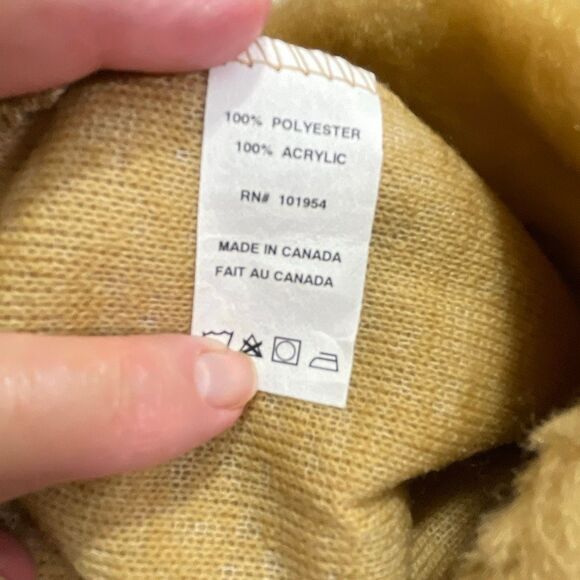 100% POLYESTER
100% ACRYLIC
RN# 101954
MADE IN CANADA
FAIT AU CANADA